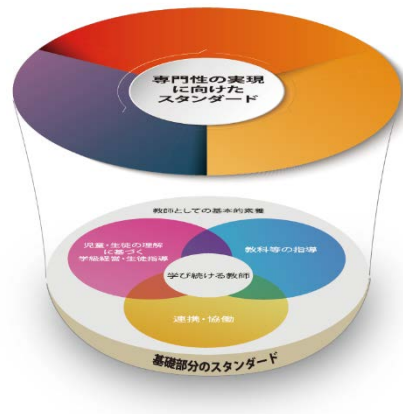 専門性の実現
に向けた
スタンダード
教師としての基本的素養
児童・生徒の理解
に基づく
学級経営・生徒指導
教科等の指導
学び続ける教師
連携・協働
基礎部分のスタンダード